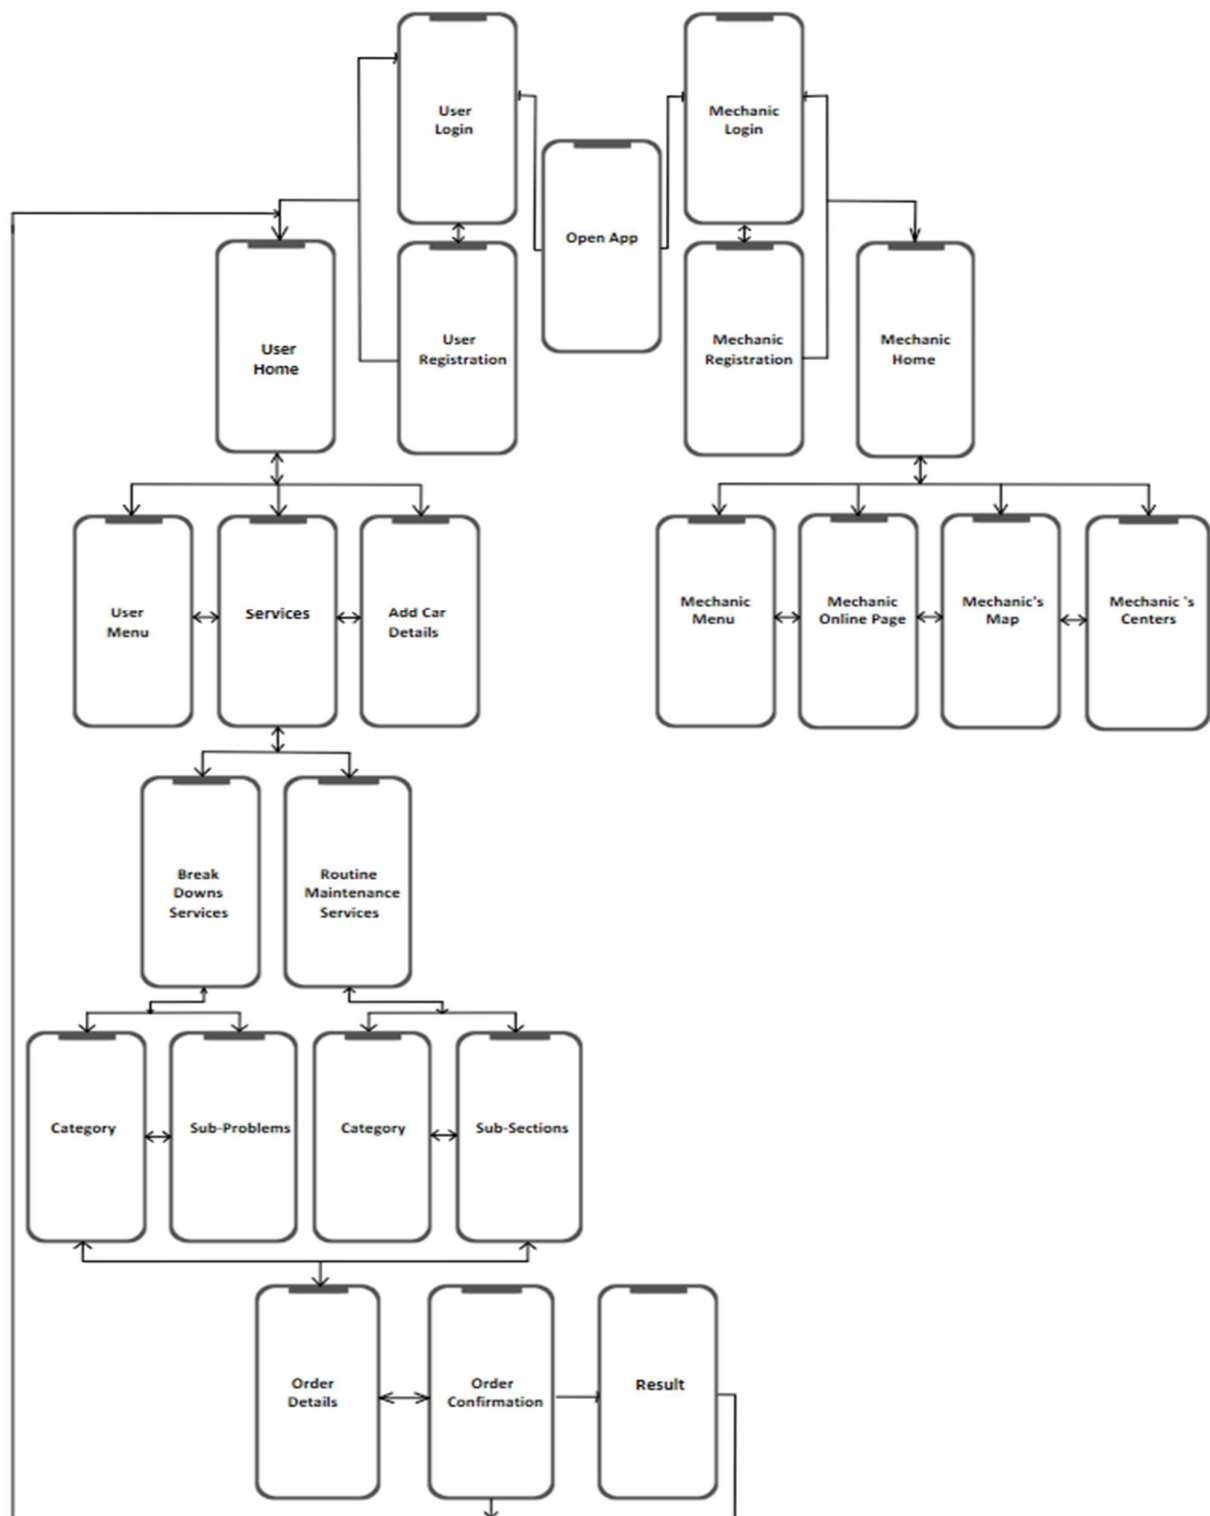 User
Login
Mechanic
Login
Open App
User
Home
User
Registration
Mechanic
Registration
Mechanic
Home
User
Menu
Services
Add Car
Details
Mechanic
Menu
Mechanic
Online Page
Mechanic's
Map
Mechanic 's
Centers
Break
Downs
Services
Routine
Maintenance
Services
Category
Sub-Problems
Category
Sub-Sections
Order
Details
Order
Confirmation
Result